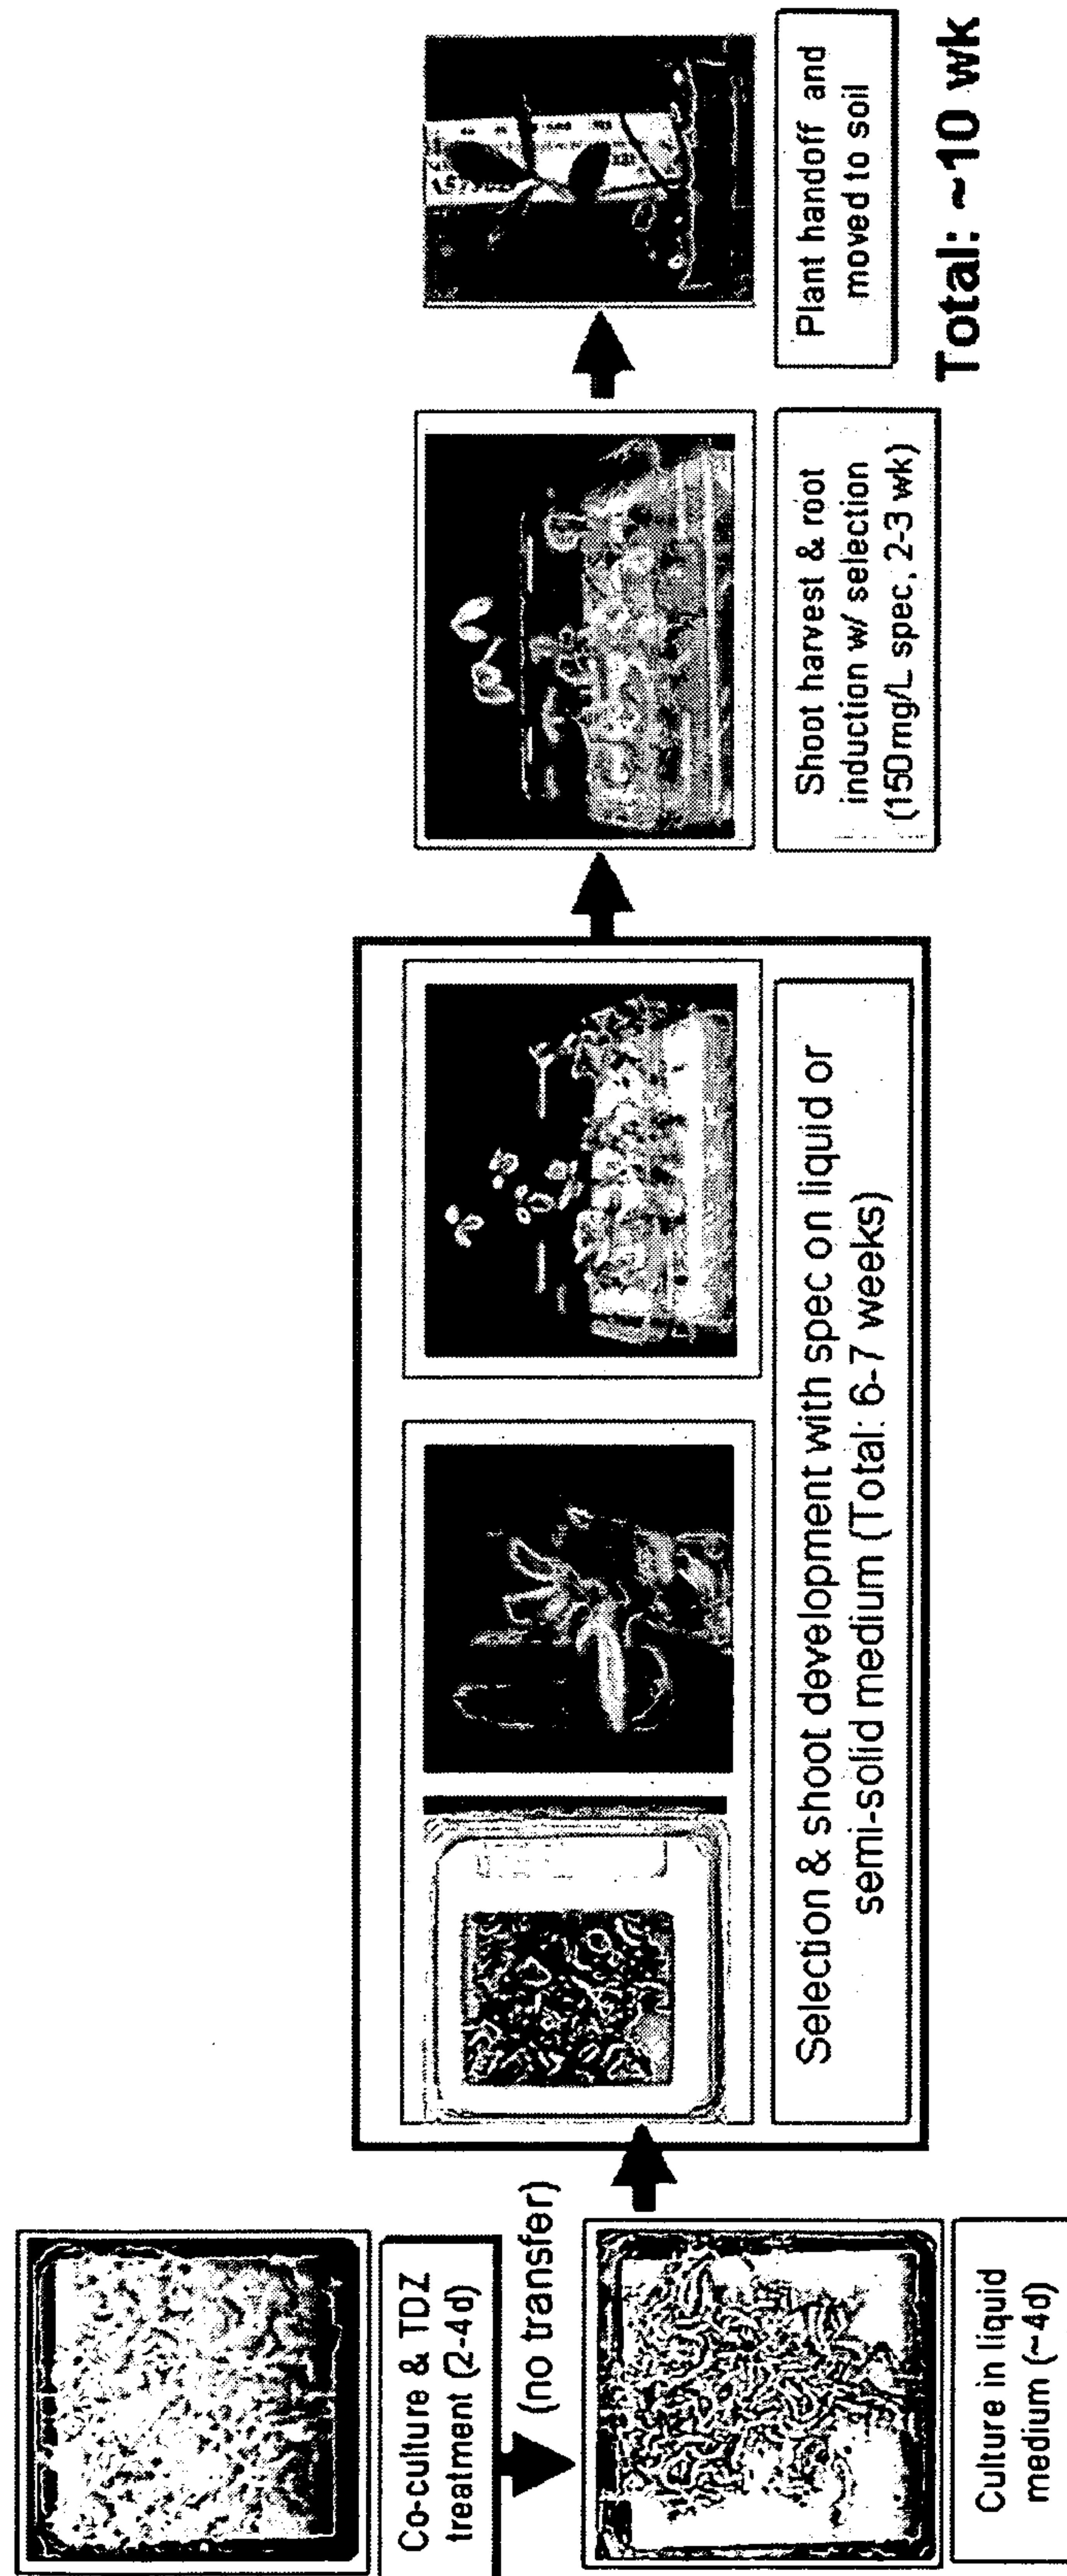 Co-culture & TDZ
treatment (2-4d)
(no transfer)
Culture in liquid
medium (~4d)
Selection & shoot development with spec on liquid or
semi-solid medium (Total: 6-7 weeks)
Shoot harvest & root
induction w/ selection
(150mg/L spec, 2-3 wk)
Plant handoff and
moved to soil
Total: ~10 wk